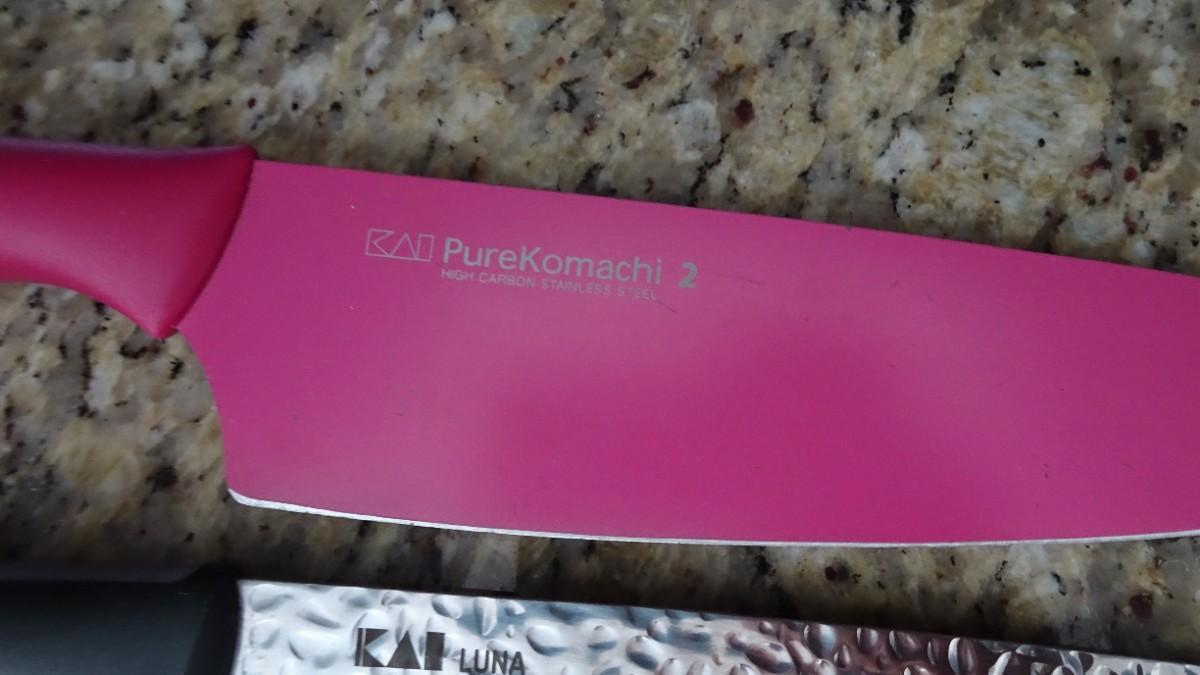 KAI PureKomachi 2
HIGH CARBON STAINLESS STEEL
KAI LUNA